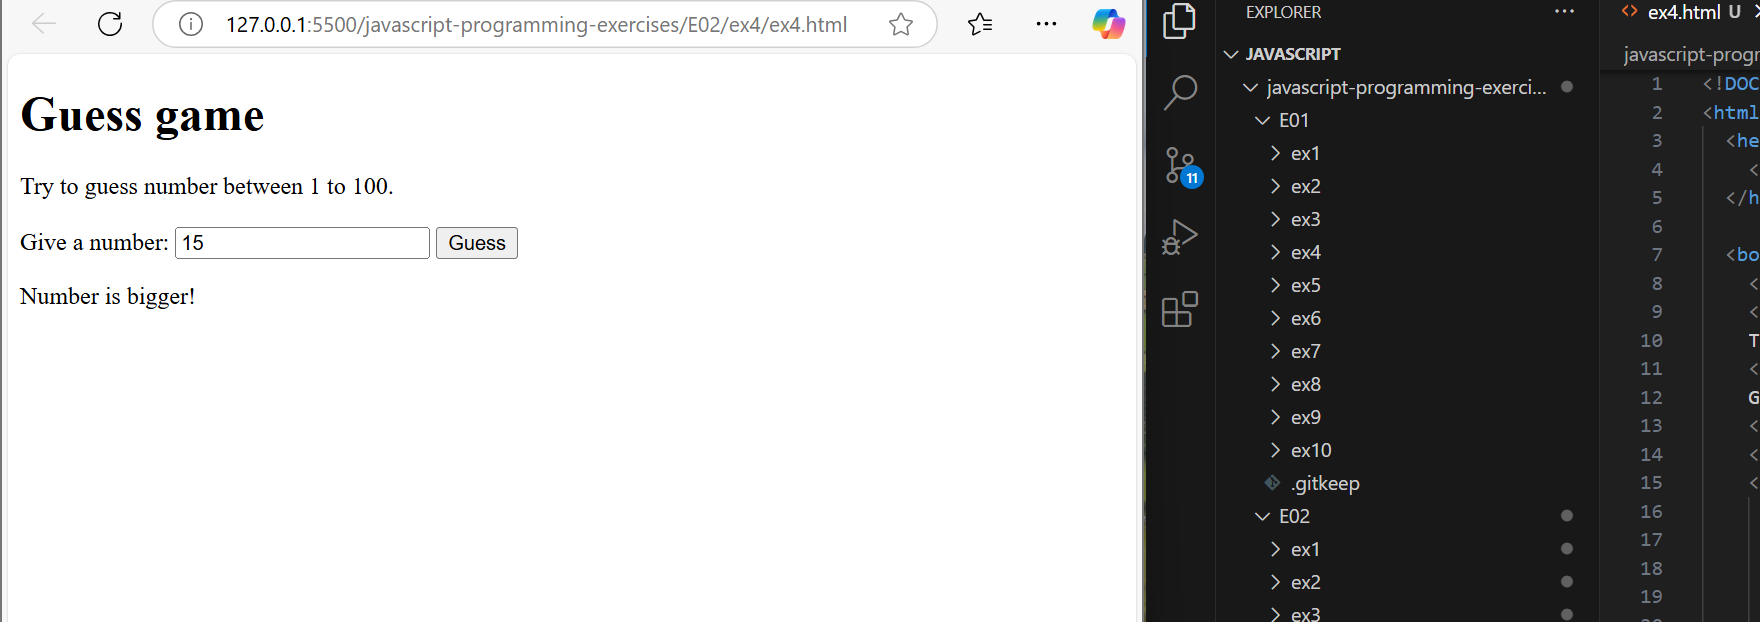 127.0.0.1:5500/javascript-programming-exercises/E02/ex4/ex4.html
Guess game
Try to guess number between 1 to 100.
Give a number: 15 Guess
Number is bigger!
11
EXPLORER
JAVASCRIPT
javascript-programming-exerci...
E01
ex1
ex2
ex3
ex4
ex5
ex6
ex7
ex8
ex9
ex10
.gitkeep
E02
ex1
ex2
ex3
<> ex4.html U
javascript-progr
1 <!DOC
2 <html
3 <he
4 <
5 </h
6
7 <bo
8 <
9 <
10 T
11 <
12 G
13 <
14 <
15 <
16
17
18
19